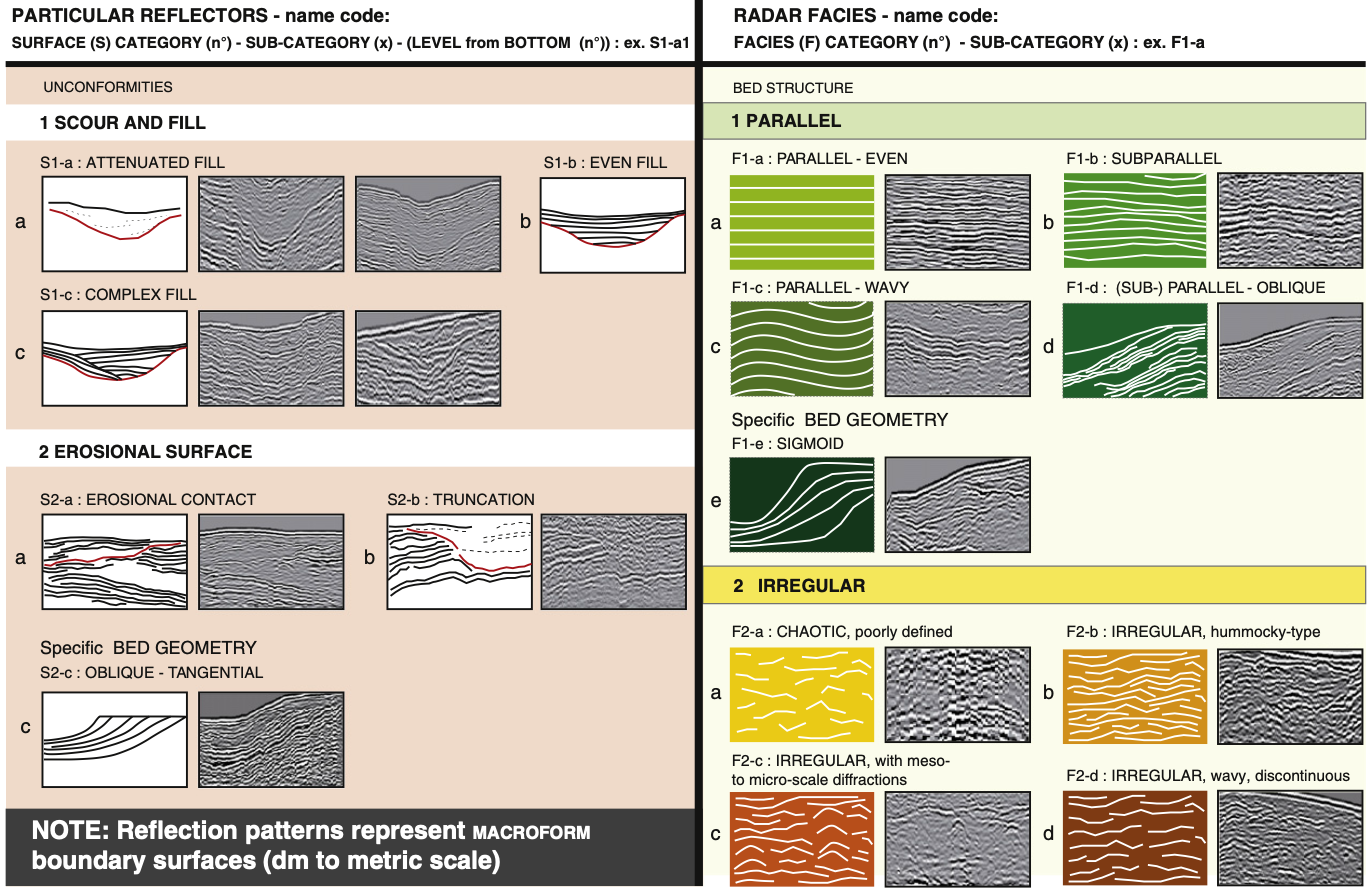 PARTICULAR REFLECTORS - name code:
SURFACE (S) CATEGORY (n°) - SUB-CATEGORY (x) - (LEVEL from BOTTOM (n°)) : ex. S1-a1
UNCONFORMITIES
1 SCOUR AND FILL
S1-a : ATTENUATED FILL
S1-b : EVEN FILL
a
b
S1-c : COMPLEX FILL
c
2 EROSIONAL SURFACE
S2-a : EROSIONAL CONTACT
S2-b : TRUNCATION
a
b
Specific BED GEOMETRY
S2-c : OBLIQUE - TANGENTIAL
c
NOTE: Reflection patterns represent MACROFORM
boundary surfaces (dm to metric scale)
RADAR FACIES - name code:
FACIES (F) CATEGORY (n°) - SUB-CATEGORY (x) : ex. F1-a
BED STRUCTURE
1 PARALLEL
F1-a : PARALLEL - EVEN
F1-b : SUBPARALLEL
a
b
F1-c : PARALLEL - WAVY
F1-d : (SUB-) PARALLEL - OBLIQUE
c
d
Specific BED GEOMETRY
F1-e : SIGMOID
e
2 IRREGULAR
F2-a : CHAOTIC, poorly defined
F2-b : IRREGULAR, hummocky-type
a
b
F2-c : IRREGULAR, with meso-
to micro-scale diffractions
F2-d : IRREGULAR, wavy, discontinuous
c
d